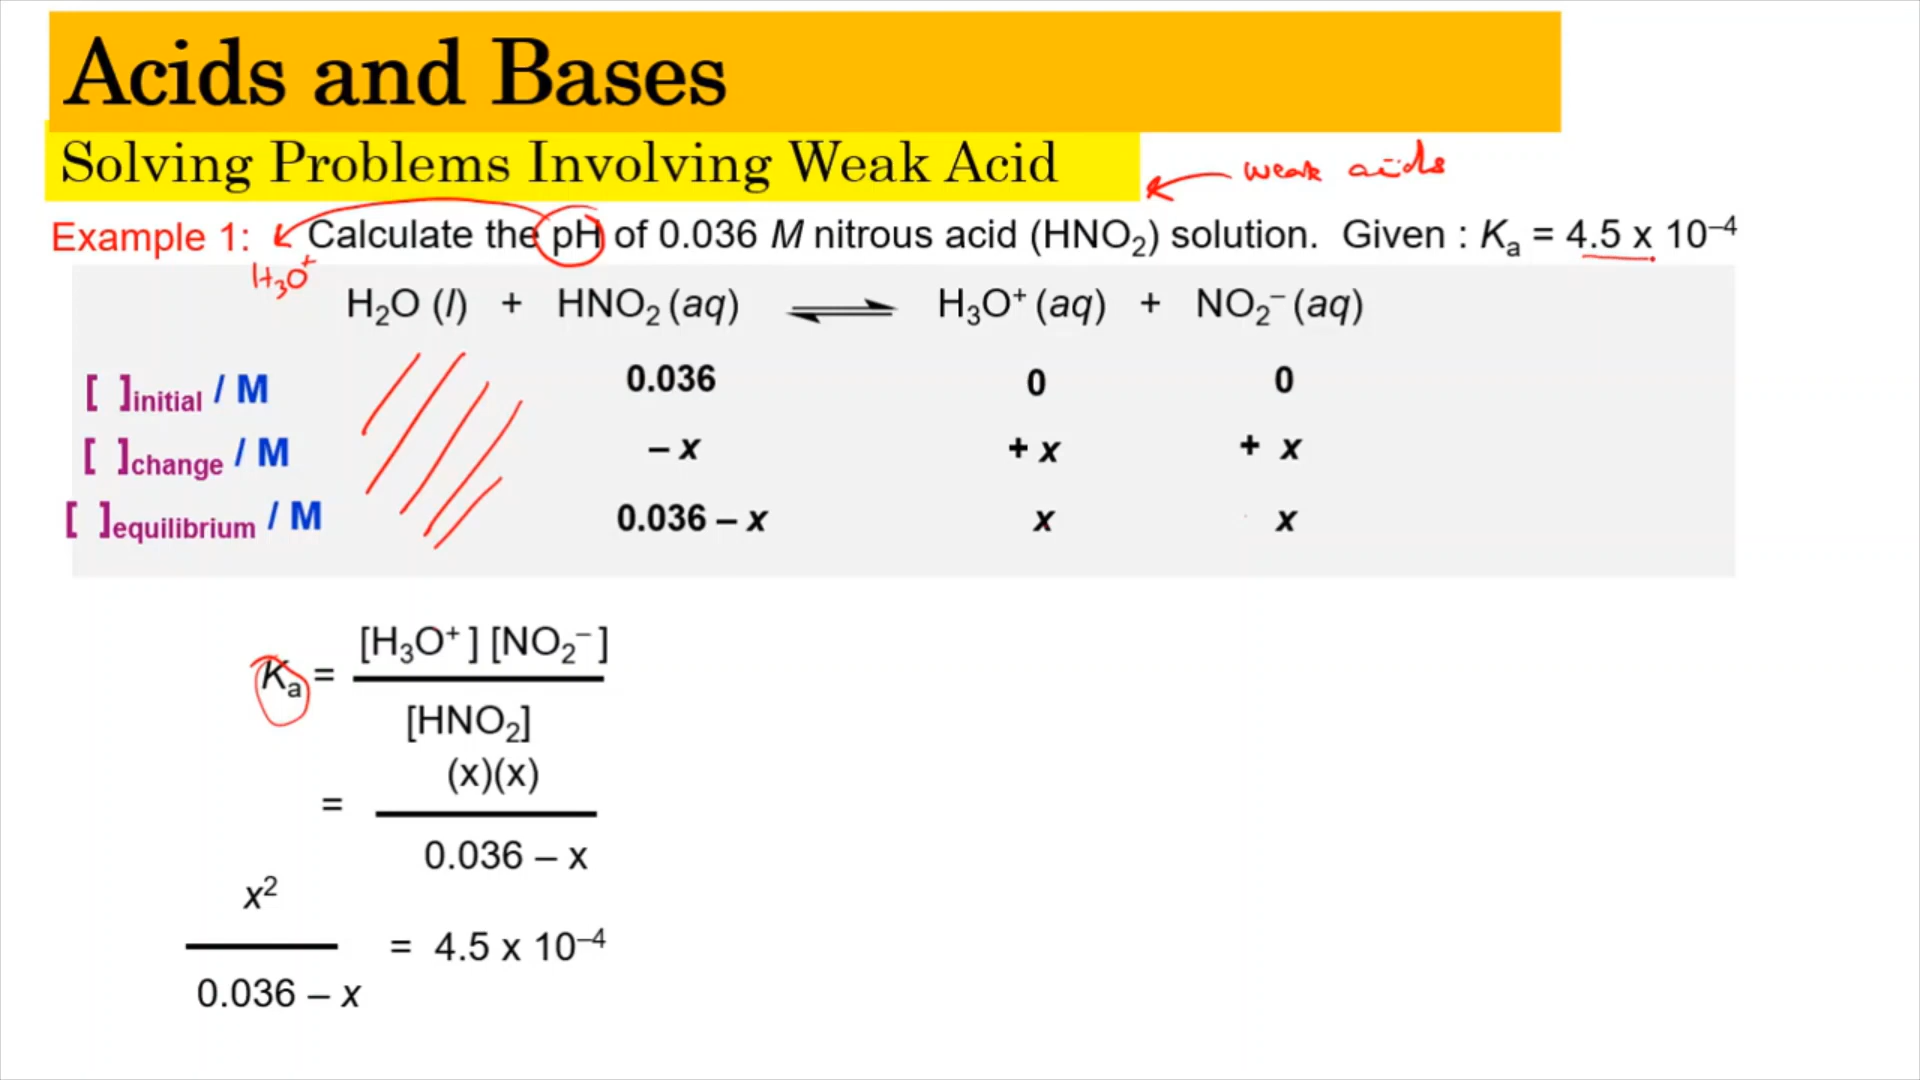 Acids and Bases
Solving Problems Involving Weak Acid
weak acids
Example 1: Calculate the pH of 0.036 M nitrous acid (HNO₂) solution. Given : Kₐ = 4.5 x 10⁻⁴
H₃O⁺
H₂O (l) + HNO₂ (aq) ⇌ H₃O⁺ (aq) + NO₂⁻ (aq)
[ ]initial / M 0.036 0 0
[ ]change / M – x + x + x
[ ]equilibrium / M 0.036 – x x x
[H₃O⁺] [NO₂⁻]
Kₐ =
[HNO₂]
(x)(x)
=
0.036 – x
x²
= 4.5 x 10⁻⁴
0.036 – x